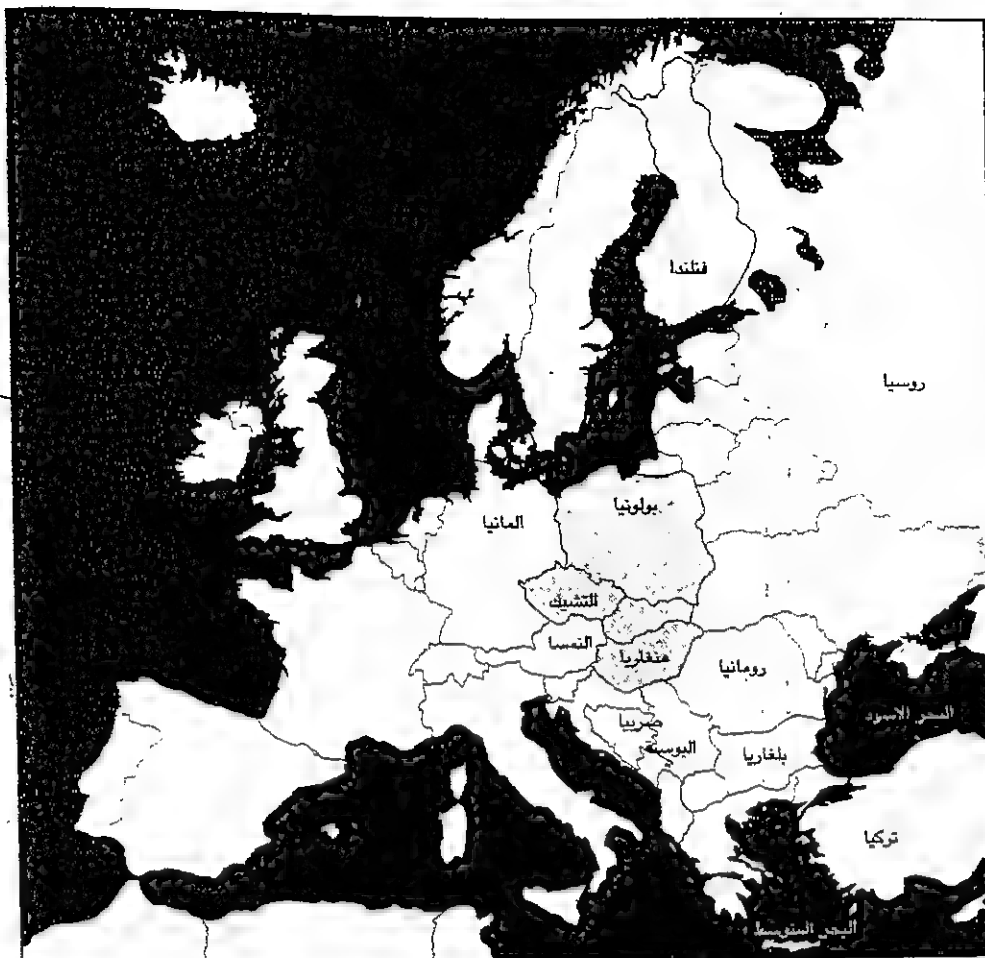 فنلندا
روسيا
بولونيا
المانيا
التشيك
النمسا
هنغاريا
رومانيا
صربيا
البوسنة
بلغاريا
البحر الاسود
تركيا
البحر المتوسط